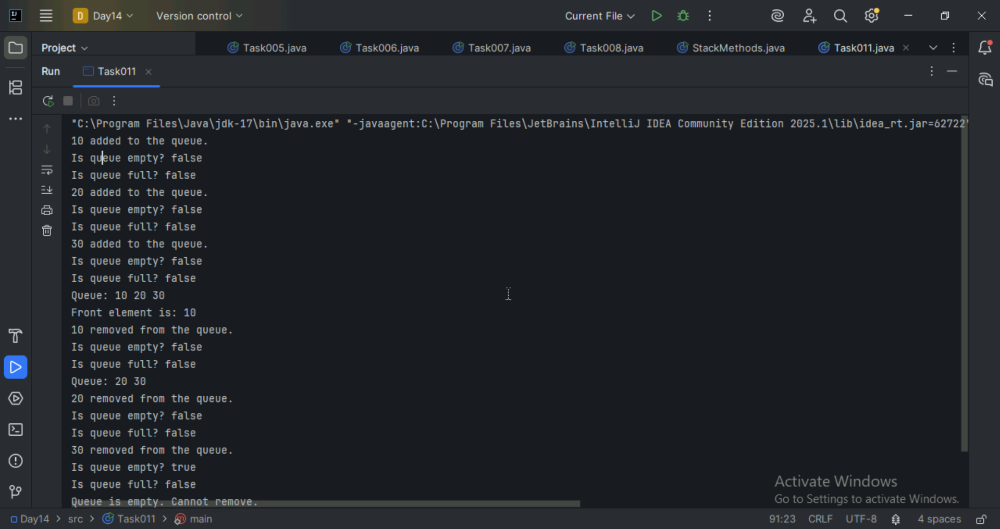 Day14
Version control
Current File
Project
Task005.java
Task006.java
Task007.java
Task008.java
StackMethods.java
Task011.java
Run
Task011
"C:\Program Files\Java\jdk-17\bin\java.exe" "-javaagent:C:\Program Files\JetBrains\IntelliJ IDEA Community Edition 2025.1\lib\idea_rt.jar=62722"
10 added to the queue.
Is queue empty? false
Is queue full? false
20 added to the queue.
Is queue empty? false
Is queue full? false
30 added to the queue.
Is queue empty? false
Is queue full? false
Queue: 10 20 30
Front element is: 10
10 removed from the queue.
Is queue empty? false
Is queue full? false
Queue: 20 30
20 removed from the queue.
Is queue empty? false
Is queue full? false
30 removed from the queue.
Is queue empty? true
Is queue full? false
Queue is empty. Cannot remove.
Activate Windows
Go to Settings to activate Windows.
Day14 > src > Task011 > main
91:23 CRLF UTF-8 4 spaces